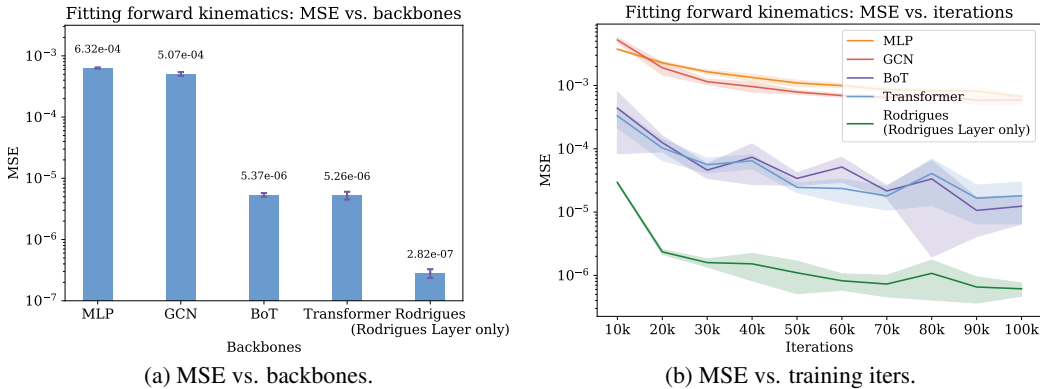 Fitting forward kinematics: MSE vs. backbones
MSE
10⁻³
10⁻⁴
10⁻⁵
10⁻⁶
10⁻⁷
6.32e-04
5.07e-04
5.37e-06
5.26e-06
2.82e-07
MLP
GCN
BoT
Transformer
Rodrigues
(Rodrigues Layer only)
Backbones
(a) MSE vs. backbones.
Fitting forward kinematics: MSE vs. iterations
MSE
10⁻³
10⁻⁴
10⁻⁵
10⁻⁶
MLP
GCN
BoT
Transformer
Rodrigues
(Rodrigues Layer only)
10k 20k 30k 40k 50k 60k 70k 80k 90k 100k
Iterations
(b) MSE vs. training iters.